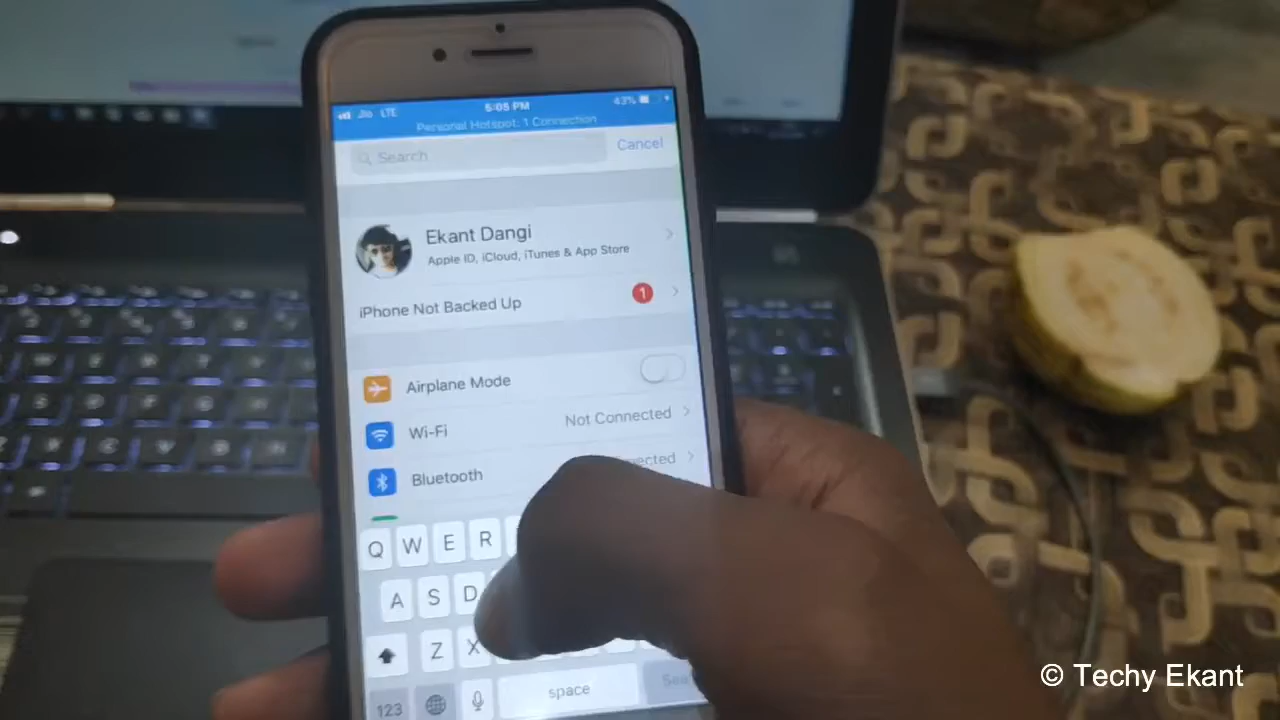 Jio LTE 5:05 PM 43%
Personal Hotspot: 1 Connection
Search Cancel
Ekant Dangi
Apple ID, iCloud, iTunes & App Store
iPhone Not Backed Up 1
Airplane Mode
Wi-Fi Not Connected
Bluetooth
Q W E R
A S D
Z X
123 space
© Techy Ekant